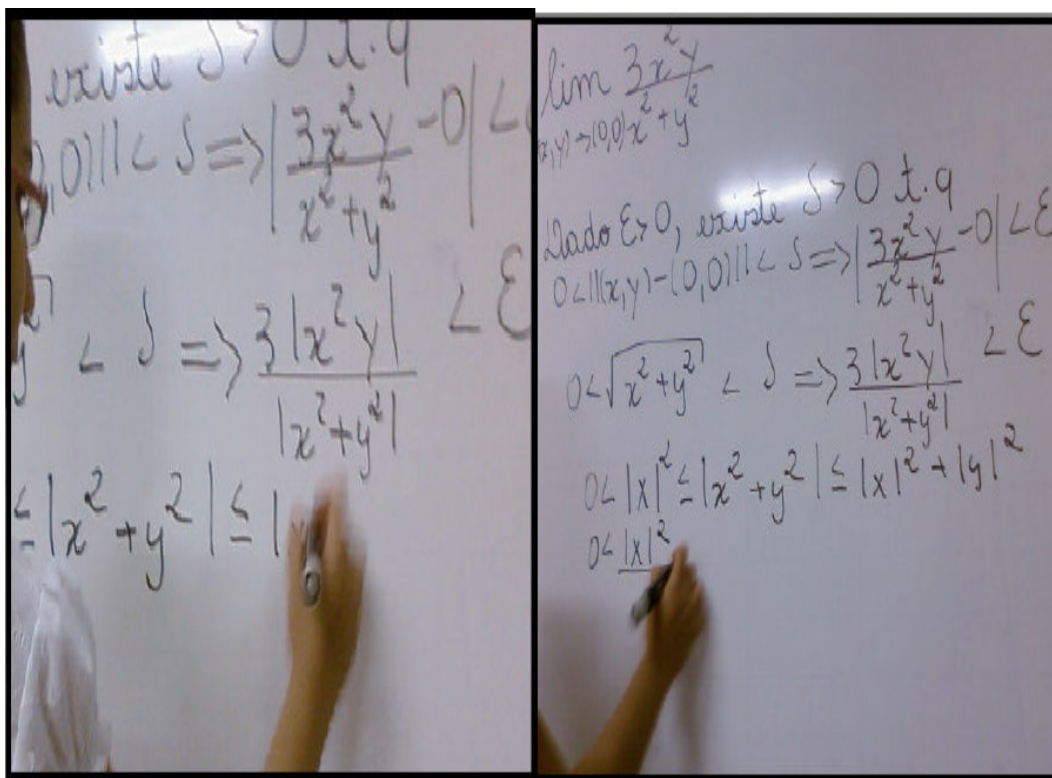 existe δ>0 t.q
,0)|| < δ => |3x²y / x²+y² - 0| <
y² < δ => 3|x²y| / |x²+y²| < ε
≤ |x²+y²| ≤ |
lim 3x²y / x²+y²
(x,y)→(0,0)
Dado ε>0, existe δ>0 t.q
0<||(x,y)-(0,0)|| < δ => |3x²y / x²+y² - 0| < ε
0<√x²+y² < δ => 3|x²y| / |x²+y²| < ε
0<|x|² ≤ |x²+y²| ≤ |x|²+|y|²
0< |x|²